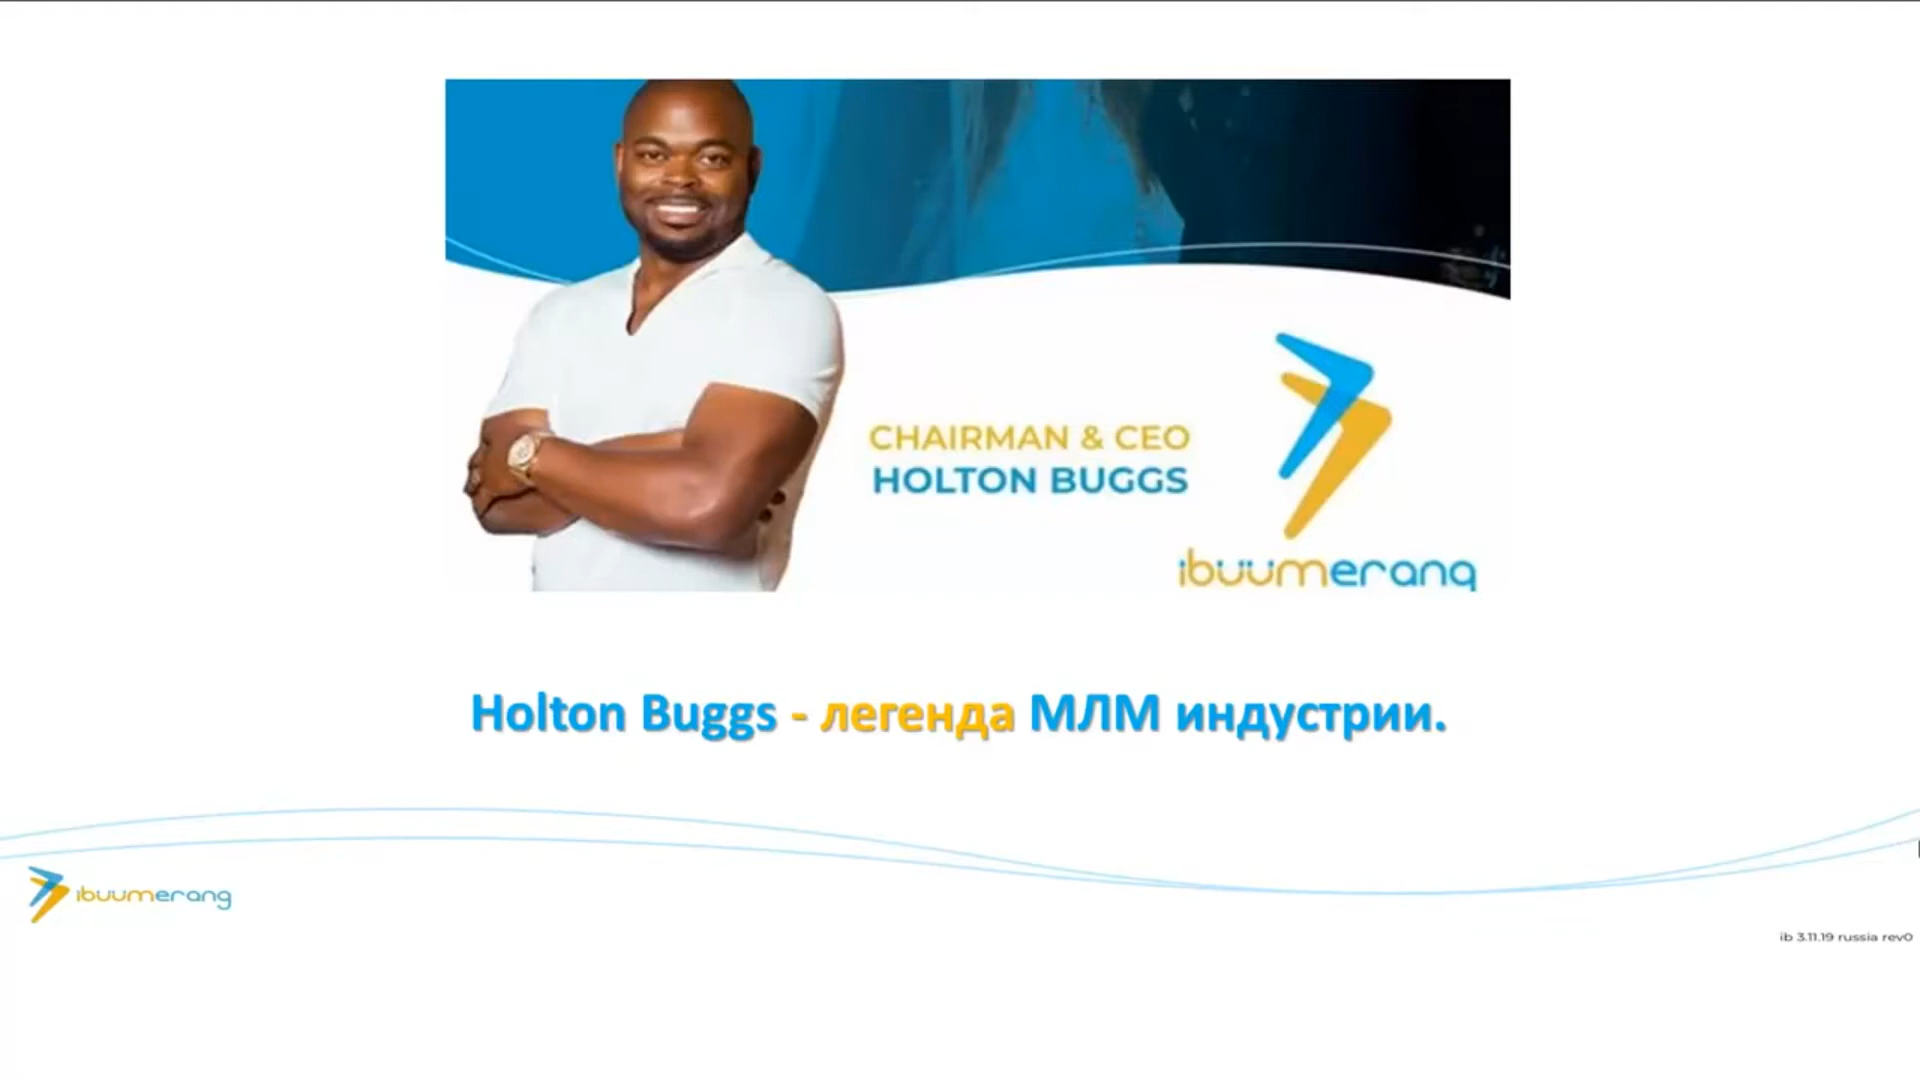 CHAIRMAN & CEO
HOLTON BUGGS
ibuumerang
Holton Buggs - легенда МЛМ индустрии.
ibuumerang
ib 3.11.19 russia rev0